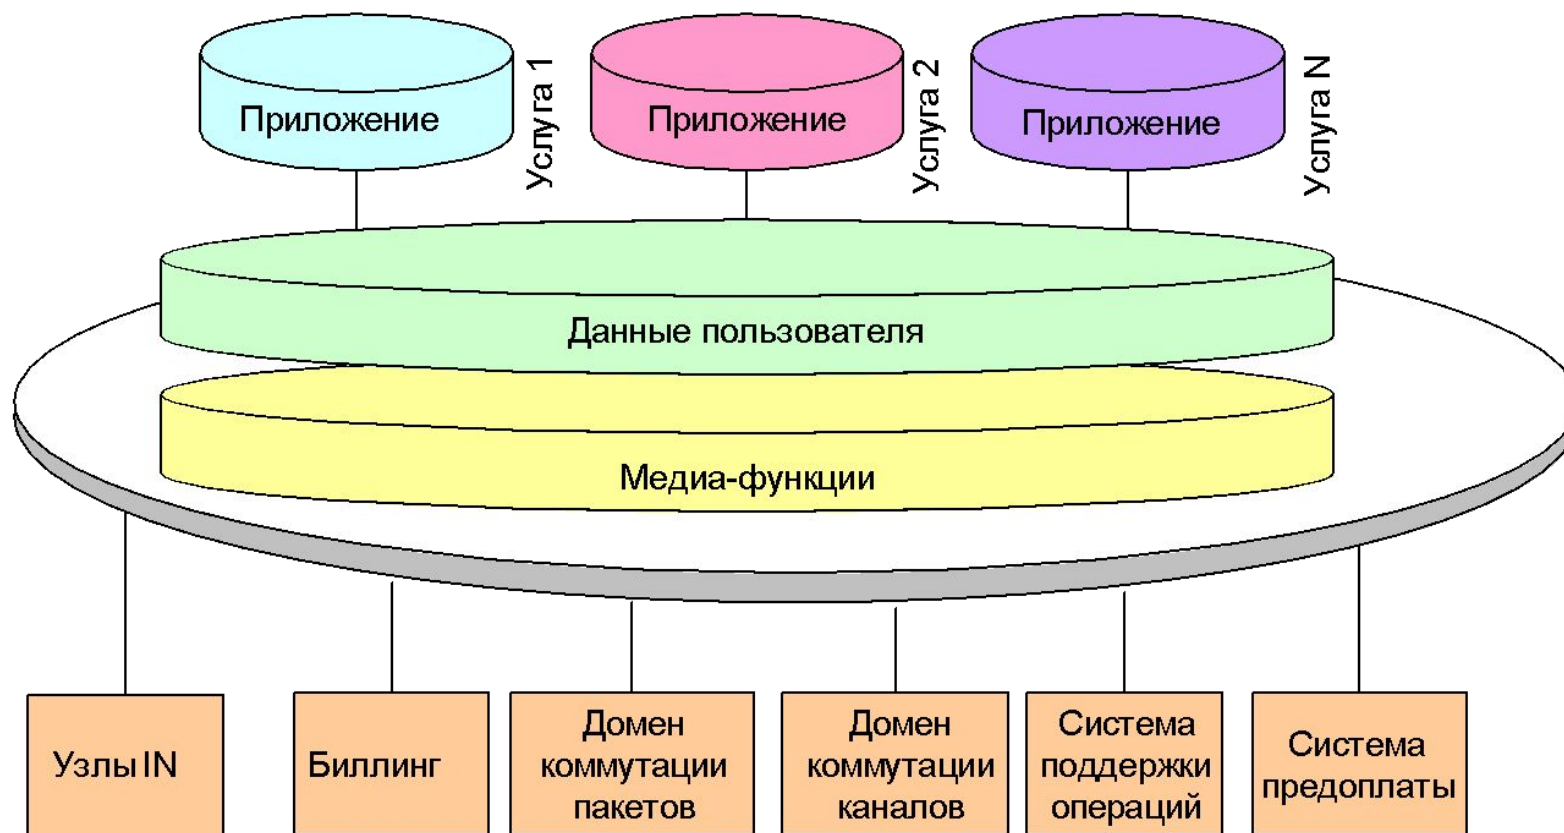 Приложение
Услуга 1
Приложение
Услуга 2
Приложение
Услуга N
Данные пользователя
Медиа-функции
Узлы IN
Биллинг
Домен
коммутации
пакетов
Домен
коммутации
каналов
Система
поддержки
операций
Система
предоплаты